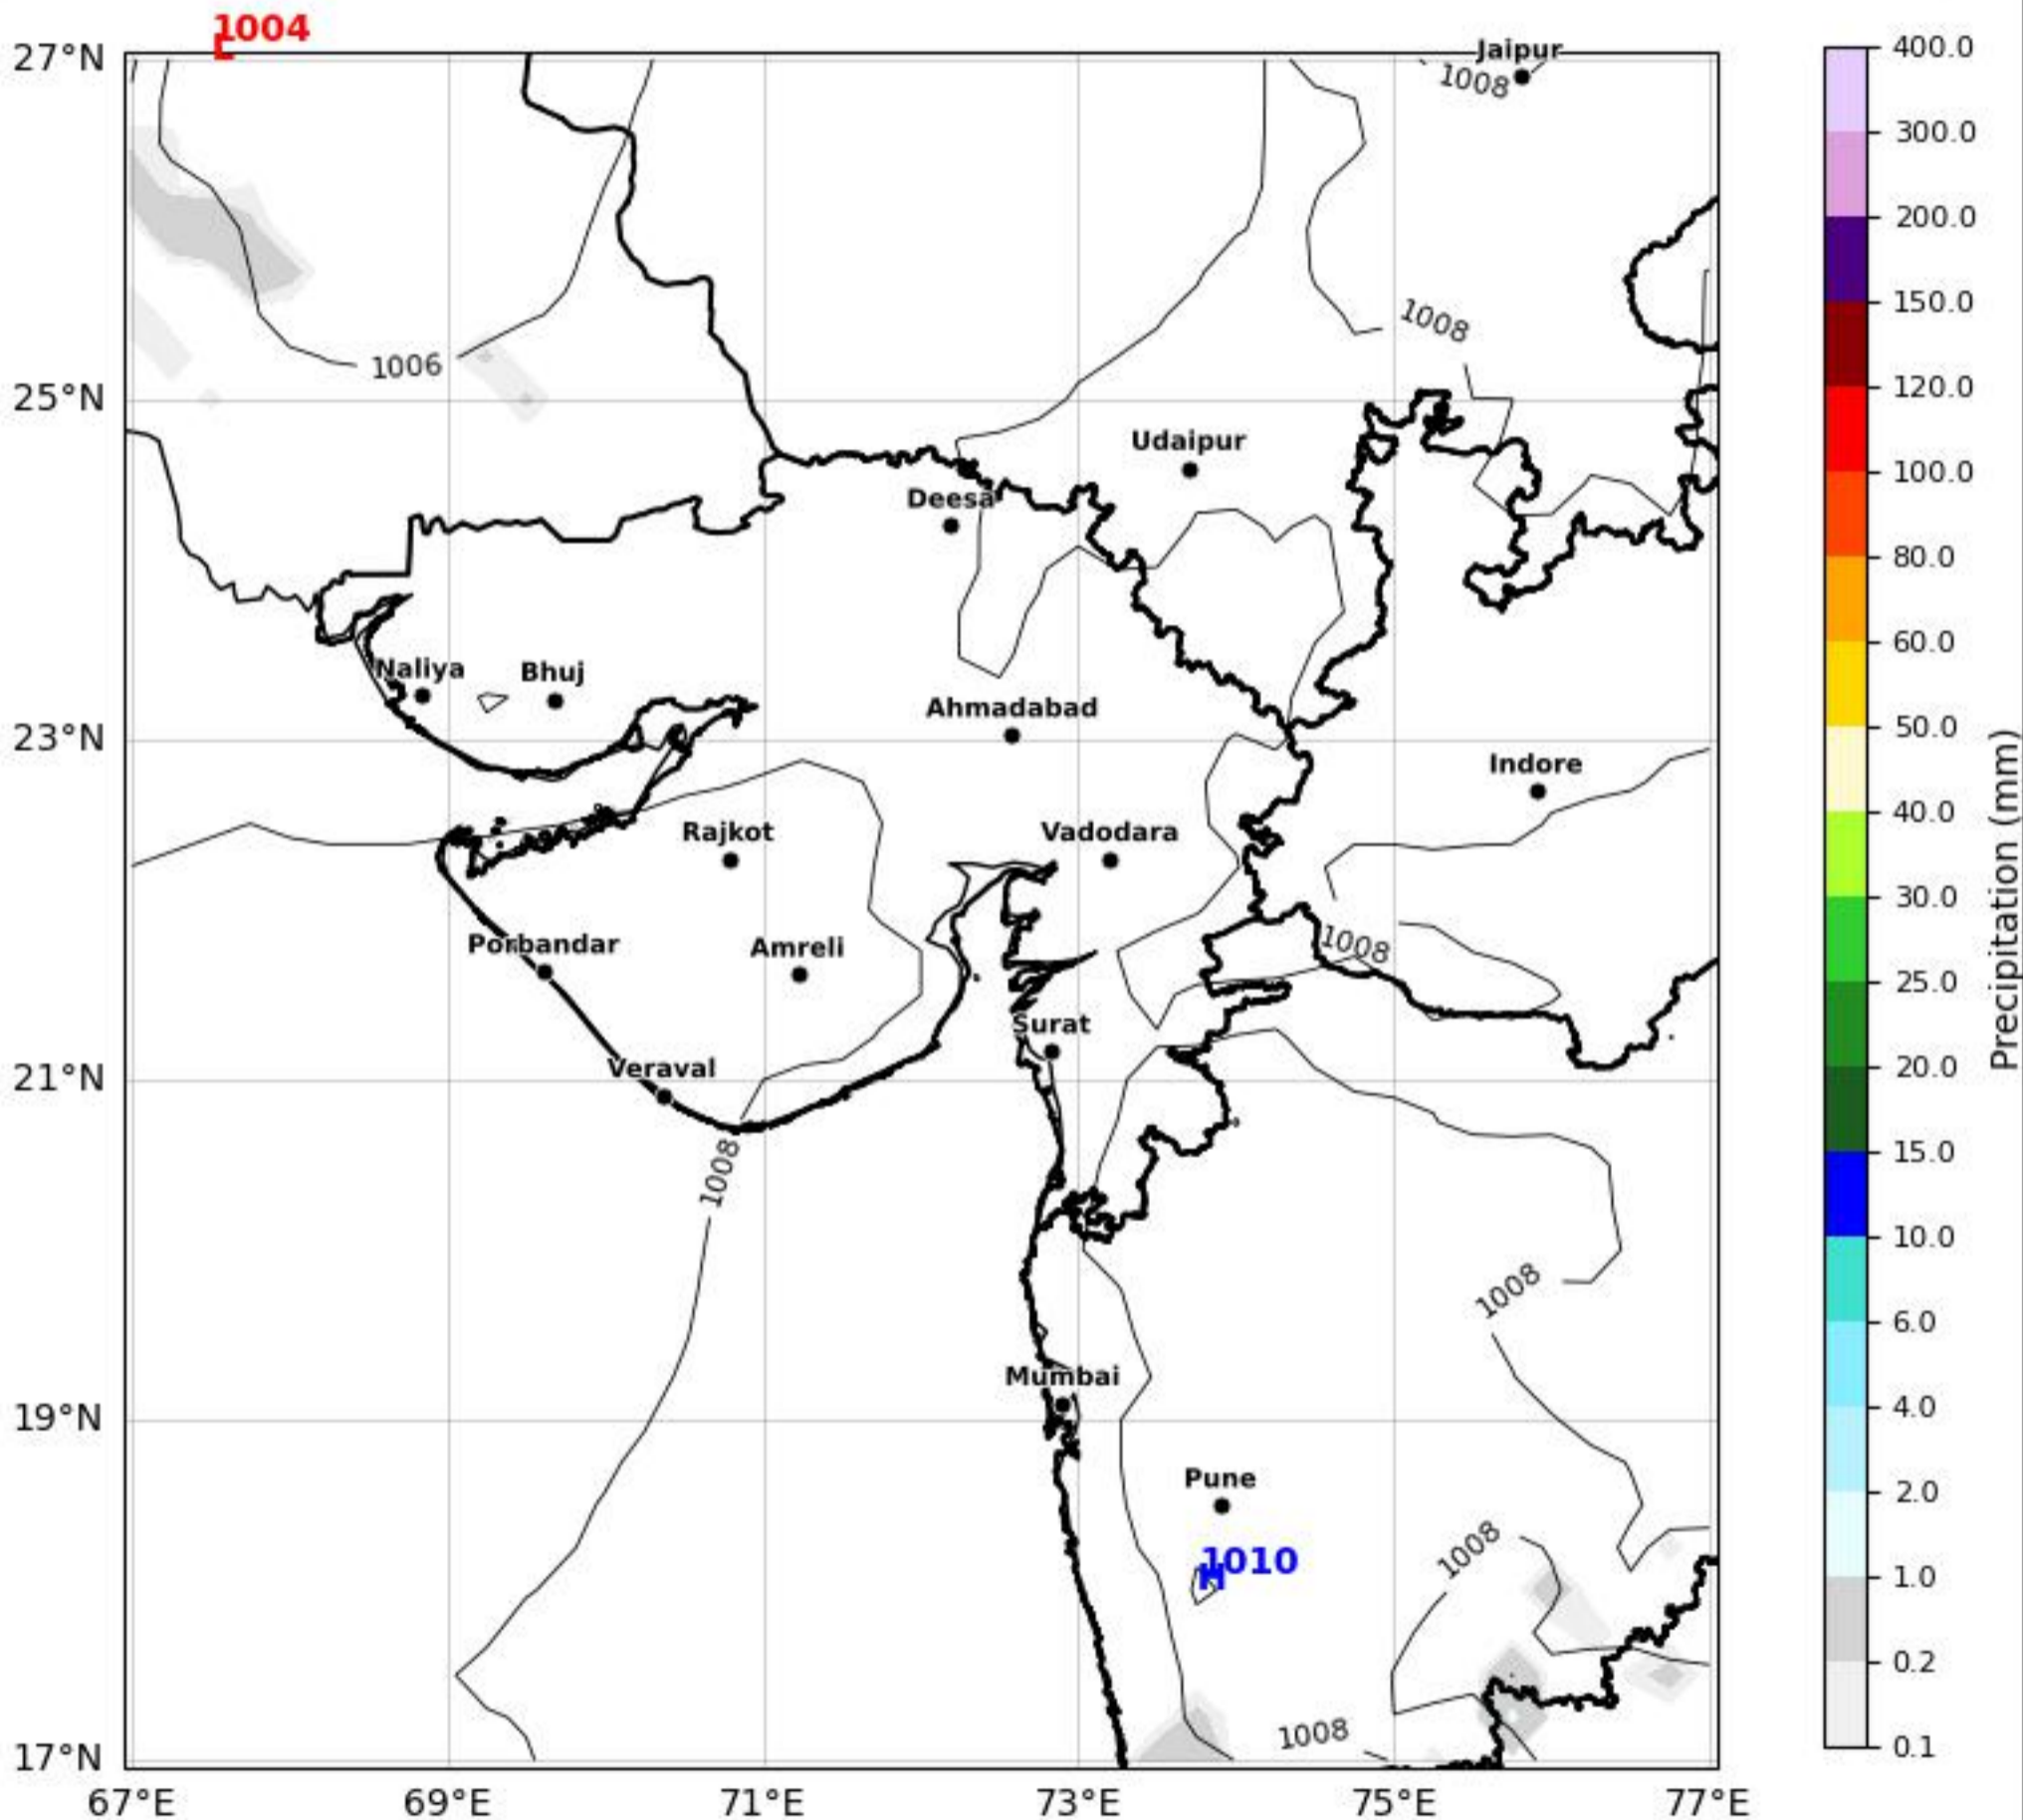 1004
L
27°N
Jaipur
1008
400.0
300.0
200.0
1008
150.0
1006
25°N
120.0
Udaipur
100.0
Deesa
80.0
Naliya
Bhuj
60.0
Ahmadabad
50.0
23°N
Indore
Rajkot
Vadodara
40.0
30.0
Porbandar
Amreli
1008
25.0
Surat
Veraval
20.0
21°N
1008
15.0
10.0
1008
6.0
Mumbai
4.0
19°N
Pune
2.0
1008
1010
H
1.0
0.2
1008
17°N
0.1
67°E 69°E 71°E 73°E 75°E 77°E
Precipitation (mm)